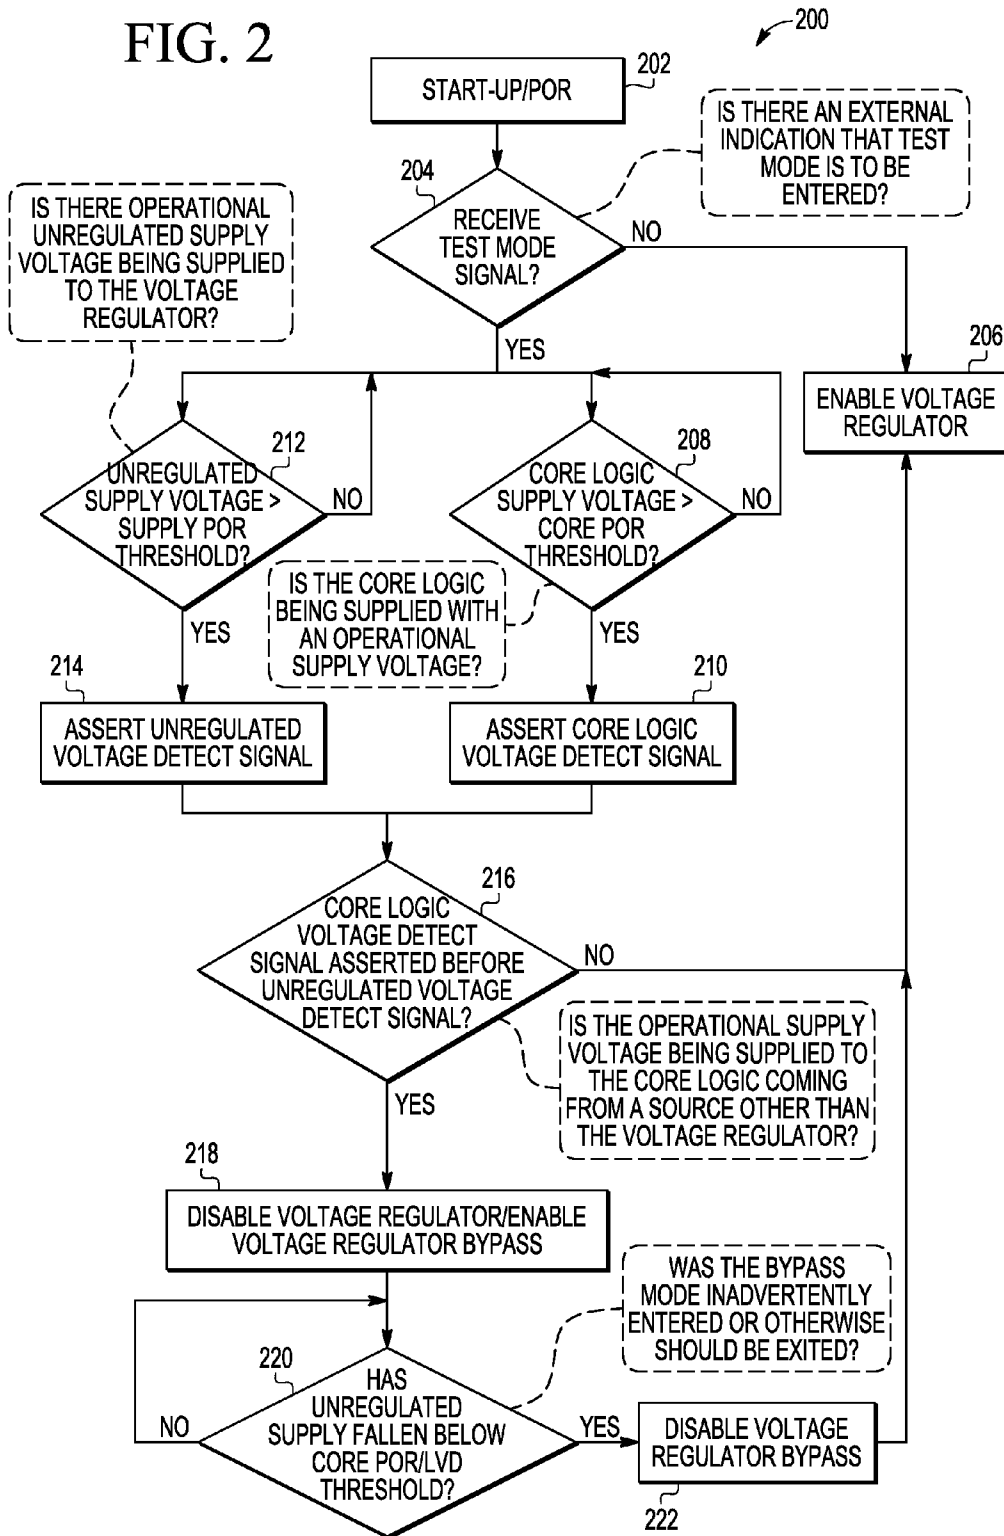 FIG. 2
200
START-UP/POR
202
IS THERE AN EXTERNAL
INDICATION THAT TEST
MODE IS TO BE
ENTERED?
204
RECEIVE
TEST MODE
SIGNAL?
NO
YES
IS THERE OPERATIONAL
UNREGULATED SUPPLY
VOLTAGE BEING SUPPLIED
TO THE VOLTAGE
REGULATOR?
206
ENABLE VOLTAGE
REGULATOR
212
UNREGULATED
SUPPLY VOLTAGE >
SUPPLY POR
THRESHOLD?
NO
YES
208
CORE LOGIC
SUPPLY VOLTAGE >
CORE POR
THRESHOLD?
NO
YES
IS THE CORE LOGIC
BEING SUPPLIED WITH
AN OPERATIONAL
SUPPLY VOLTAGE?
214
ASSERT UNREGULATED
VOLTAGE DETECT SIGNAL
210
ASSERT CORE LOGIC
VOLTAGE DETECT SIGNAL
216
CORE LOGIC
VOLTAGE DETECT
SIGNAL ASSERTED BEFORE
UNREGULATED VOLTAGE
DETECT SIGNAL?
NO
YES
IS THE OPERATIONAL SUPPLY
VOLTAGE BEING SUPPLIED TO
THE CORE LOGIC COMING
FROM A SOURCE OTHER THAN
THE VOLTAGE REGULATOR?
218
DISABLE VOLTAGE REGULATOR/ENABLE
VOLTAGE REGULATOR BYPASS
WAS THE BYPASS
MODE INADVERTENTLY
ENTERED OR OTHERWISE
SHOULD BE EXITED?
220
HAS
UNREGULATED
SUPPLY FALLEN BELOW
CORE POR/LVD
THRESHOLD?
NO
YES
DISABLE VOLTAGE
REGULATOR BYPASS
222